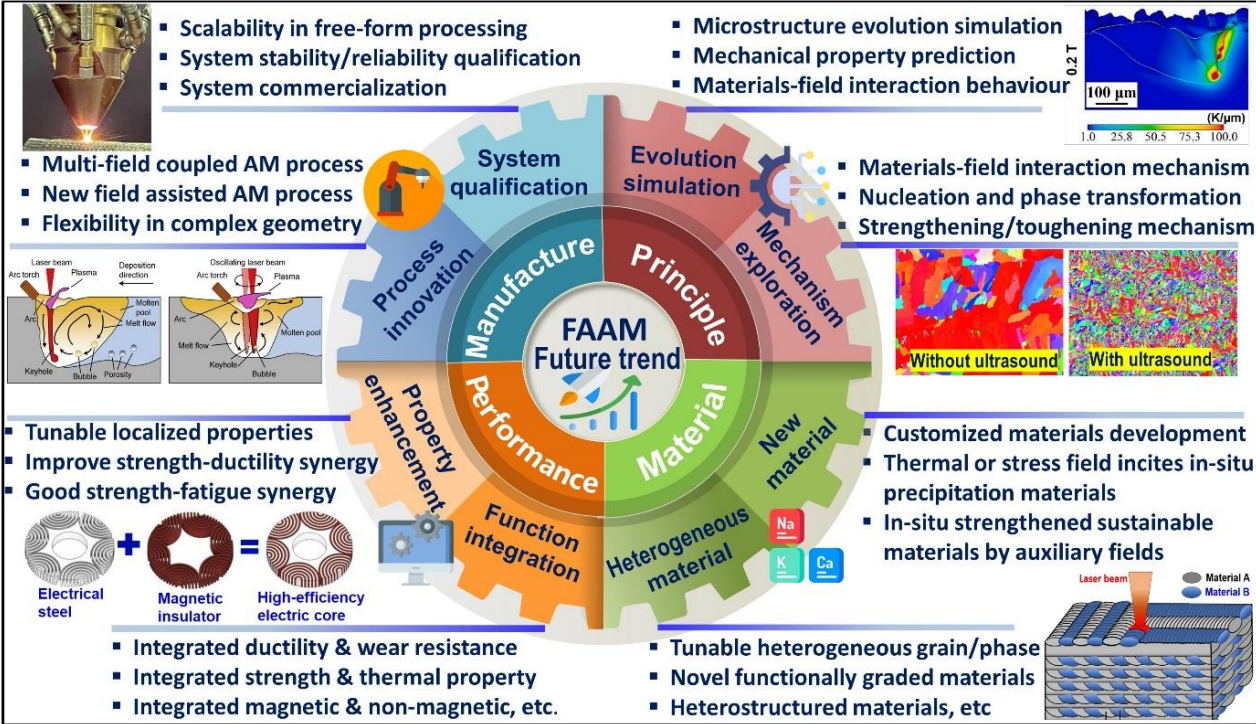 Scalability in free-form processing
System stability/reliability qualification
System commercialization
Microstructure evolution simulation
Mechanical property prediction
Materials-field interaction behaviour
0.2 T
100 µm
(K/µm)
1.0 25.8 50.5 75.3 100.0
Multi-field coupled AM process
New field assisted AM process
Flexibility in complex geometry
Materials-field interaction mechanism
Nucleation and phase transformation
Strengthening/toughening mechanism
System
qualification
Evolution
simulation
Process
innovation
Mechanism
exploration
Manufacture
Principle
FAAM
Future trend
Performance
Material
Property
enhancement
New
material
Function
integration
Heterogeneous
material
Laser beam
Arc torch
Plasma
Deposition
direction
Molten
pool
Arc
Melt flow
Keyhole
Bubble
Porosity
Oscillating laser beam
Arc torch
Plasma
Arc
Molten pool
Melt flow
Keyhole
Bubble
Without ultrasound
With ultrasound
Tunable localized properties
Improve strength-ductility synergy
Good strength-fatigue synergy
Electrical
steel
+
Magnetic
insulator
=
High-efficiency
electric core
Customized materials development
Thermal or stress field incites in-situ
precipitation materials
In-situ strengthened sustainable
materials by auxiliary fields
Na
K
Ca
Laser beam
Material A
Material B
Integrated ductility & wear resistance
Integrated strength & thermal property
Integrated magnetic & non-magnetic, etc.
Tunable heterogeneous grain/phase
Novel functionally graded materials
Heterostructured materials, etc